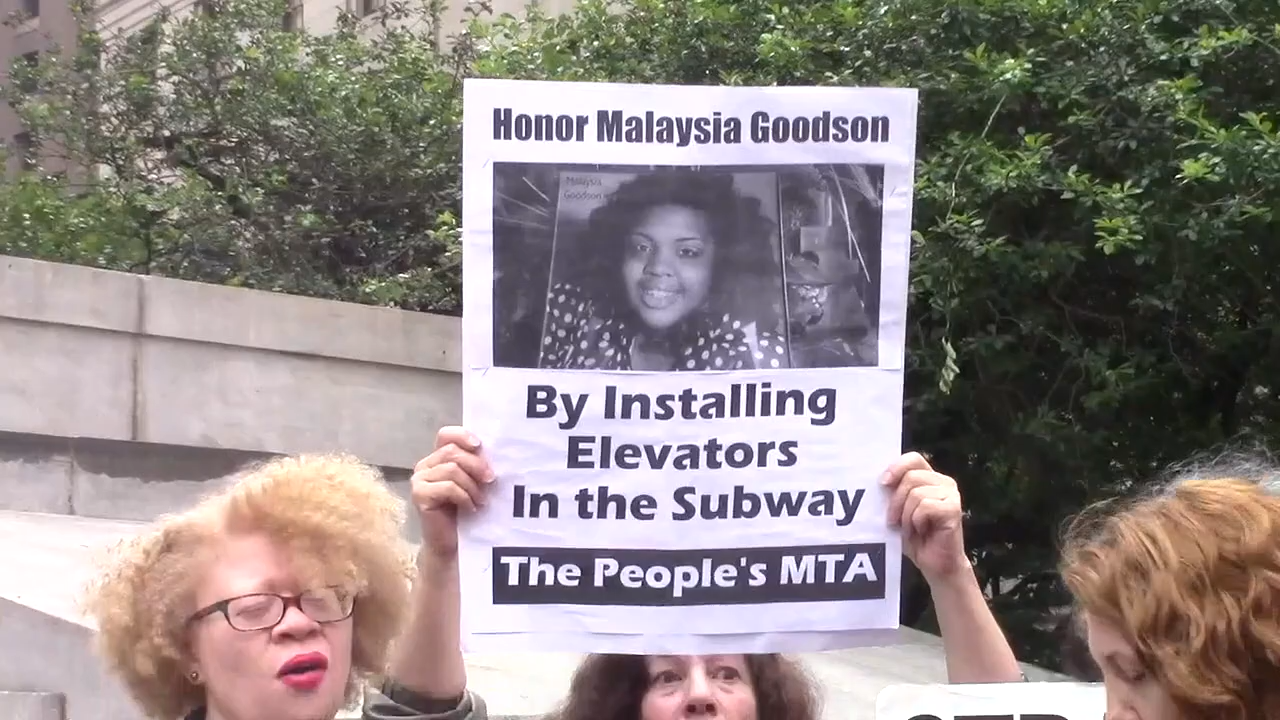 Honor Malaysia Goodson
Malaysia
Goodson
By Installing
Elevators
In the Subway
The People's MTA